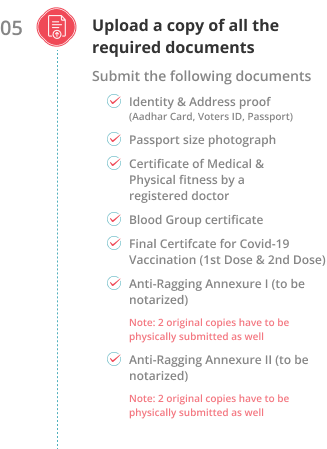 05
Upload a copy of all the
required documents
Submit the following documents
Identity & Address proof
(Aadhar Card, Voters ID, Passport)
Passport size photograph
Certificate of Medical &
Physical fitness by a
registered doctor
Blood Group certificate
Final Certifcate for Covid-19
Vaccination (1st Dose & 2nd Dose)
Anti-Ragging Annexure I (to be
notarized)
Note: 2 original copies have to be
physically submitted as well
Anti-Ragging Annexure II (to be
notarized)
Note: 2 original copies have to be
physically submitted as well